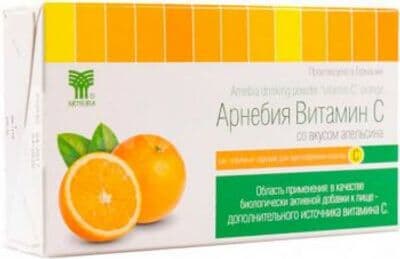 Произведено в Германии
Arnebia drinking powder "vitamin C" orange
Арнебия Витамин С
со вкусом апельсина
C
ARNEBIA
Область применения: в качестве
биологически активной добавки к пище -
дополнительного источника витамина С.